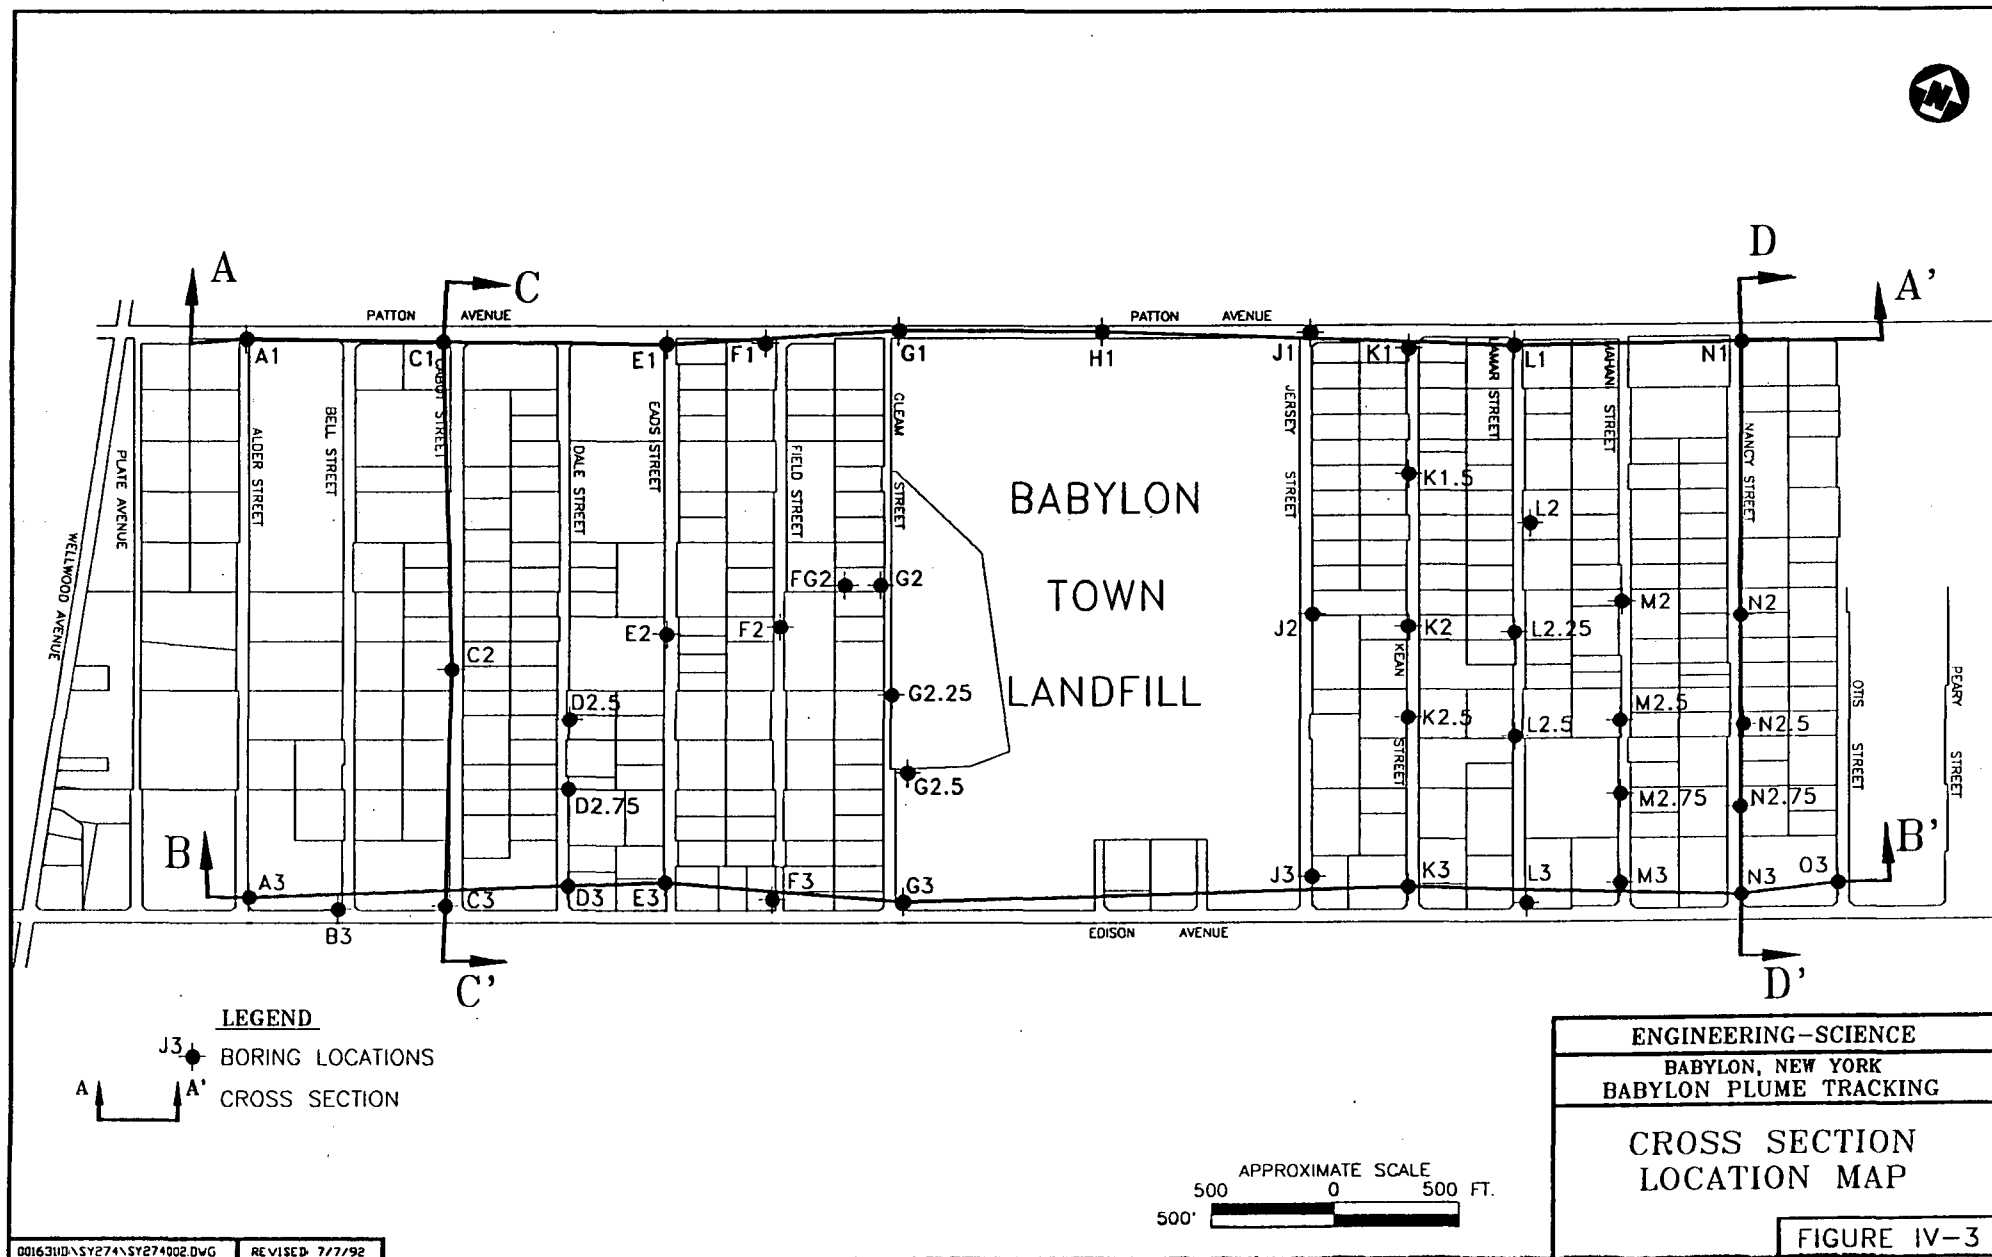 N
D
A
A'
C
PATTON AVENUE
PATTON AVENUE
A1
C1
E1
F1
G1
H1
J1
K1
L1
N1
CABOT STREET
LAMAR STREET
MAHAN STREET
JERSEY STREET
GLEAM STREET
EADS STREET
BELL STREET
ALDER STREET
PLATE AVENUE
DALE STREET
FIELD STREET
NANCY STREET
WELLWOOD AVENUE
K1.5
L2
BABYLON
TOWN
LANDFILL
FG2
G2
M2
N2
E2
F2
J2
K2
L2.25
C2
KEAN STREET
OTIS STREET
PEARY STREET
G2.25
D2.5
K2.5
L2.5
M2.5
N2.5
G2.5
D2.75
M2.75
N2.75
B
B'
A3
C3
D3
E3
F3
G3
J3
K3
L3
M3
N3
O3
B3
EDISON AVENUE
C'
D'
LEGEND
J3 BORING LOCATIONS
A A' CROSS SECTION
APPROXIMATE SCALE
500 0 500 FT.
500'
ENGINEERING-SCIENCE
BABYLON, NEW YORK
BABYLON PLUME TRACKING
CROSS SECTION
LOCATION MAP
FIGURE IV-3
REVISED 7/7/92